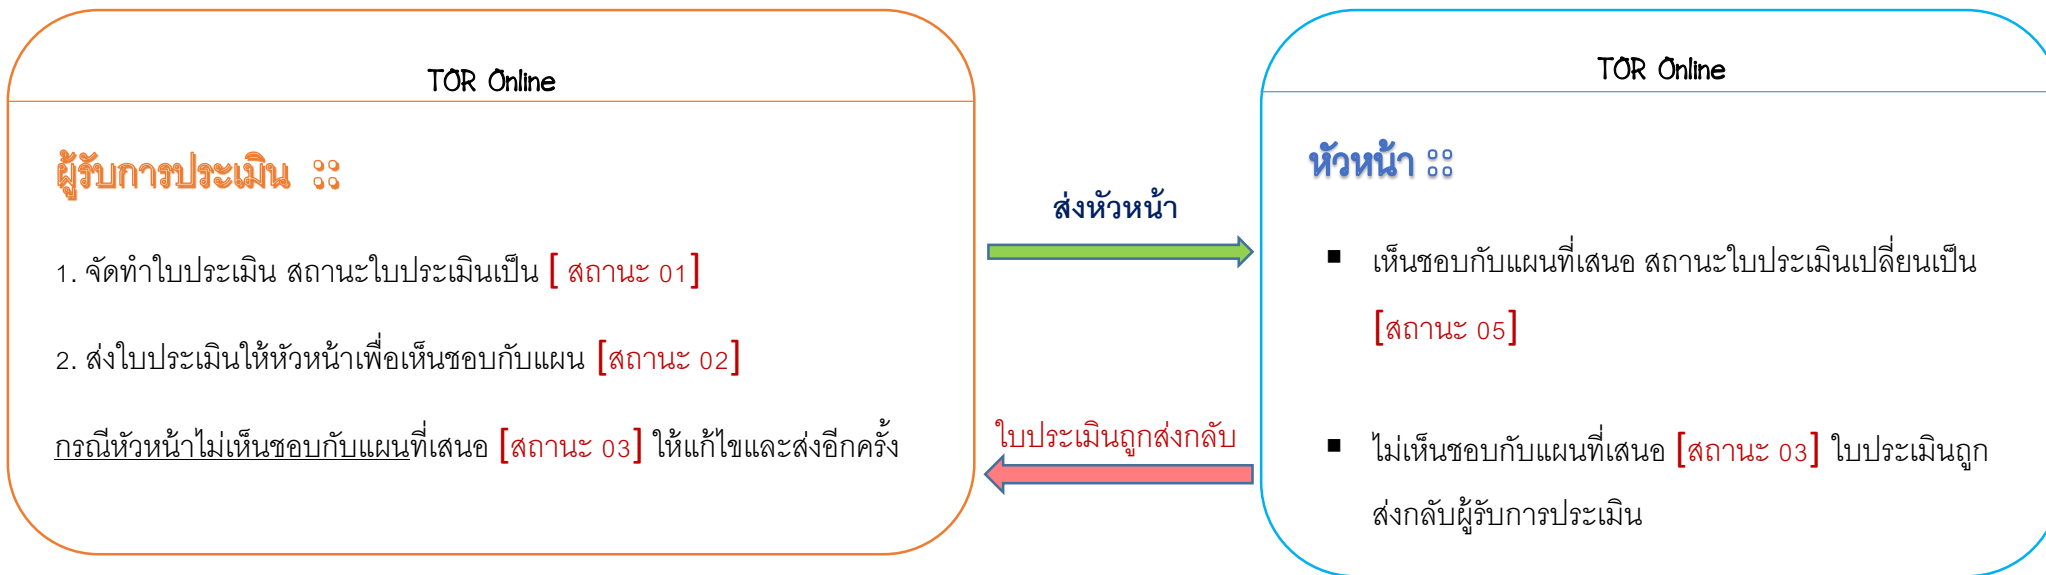 TOR Online
ผู้รับการประเมิน ::
1. จัดทำใบประเมิน สถานะใบประเมินเป็น [ สถานะ 01]
2. ส่งใบประเมินให้หัวหน้าเพื่อเห็นชอบกับแผน [สถานะ 02]
กรณีหัวหน้าไม่เห็นชอบกับแผนที่เสนอ [สถานะ 03] ให้แก้ไขและส่งอีกครั้ง
ส่งหัวหน้า
ใบประเมินถูกส่งกลับ
TOR Online
หัวหน้า ::
▪ เห็นชอบกับแผนที่เสนอ สถานะใบประเมินเปลี่ยนเป็น
[สถานะ 05]
▪ ไม่เห็นชอบกับแผนที่เสนอ [สถานะ 03] ใบประเมินถูก
ส่งกลับผู้รับการประเมิน